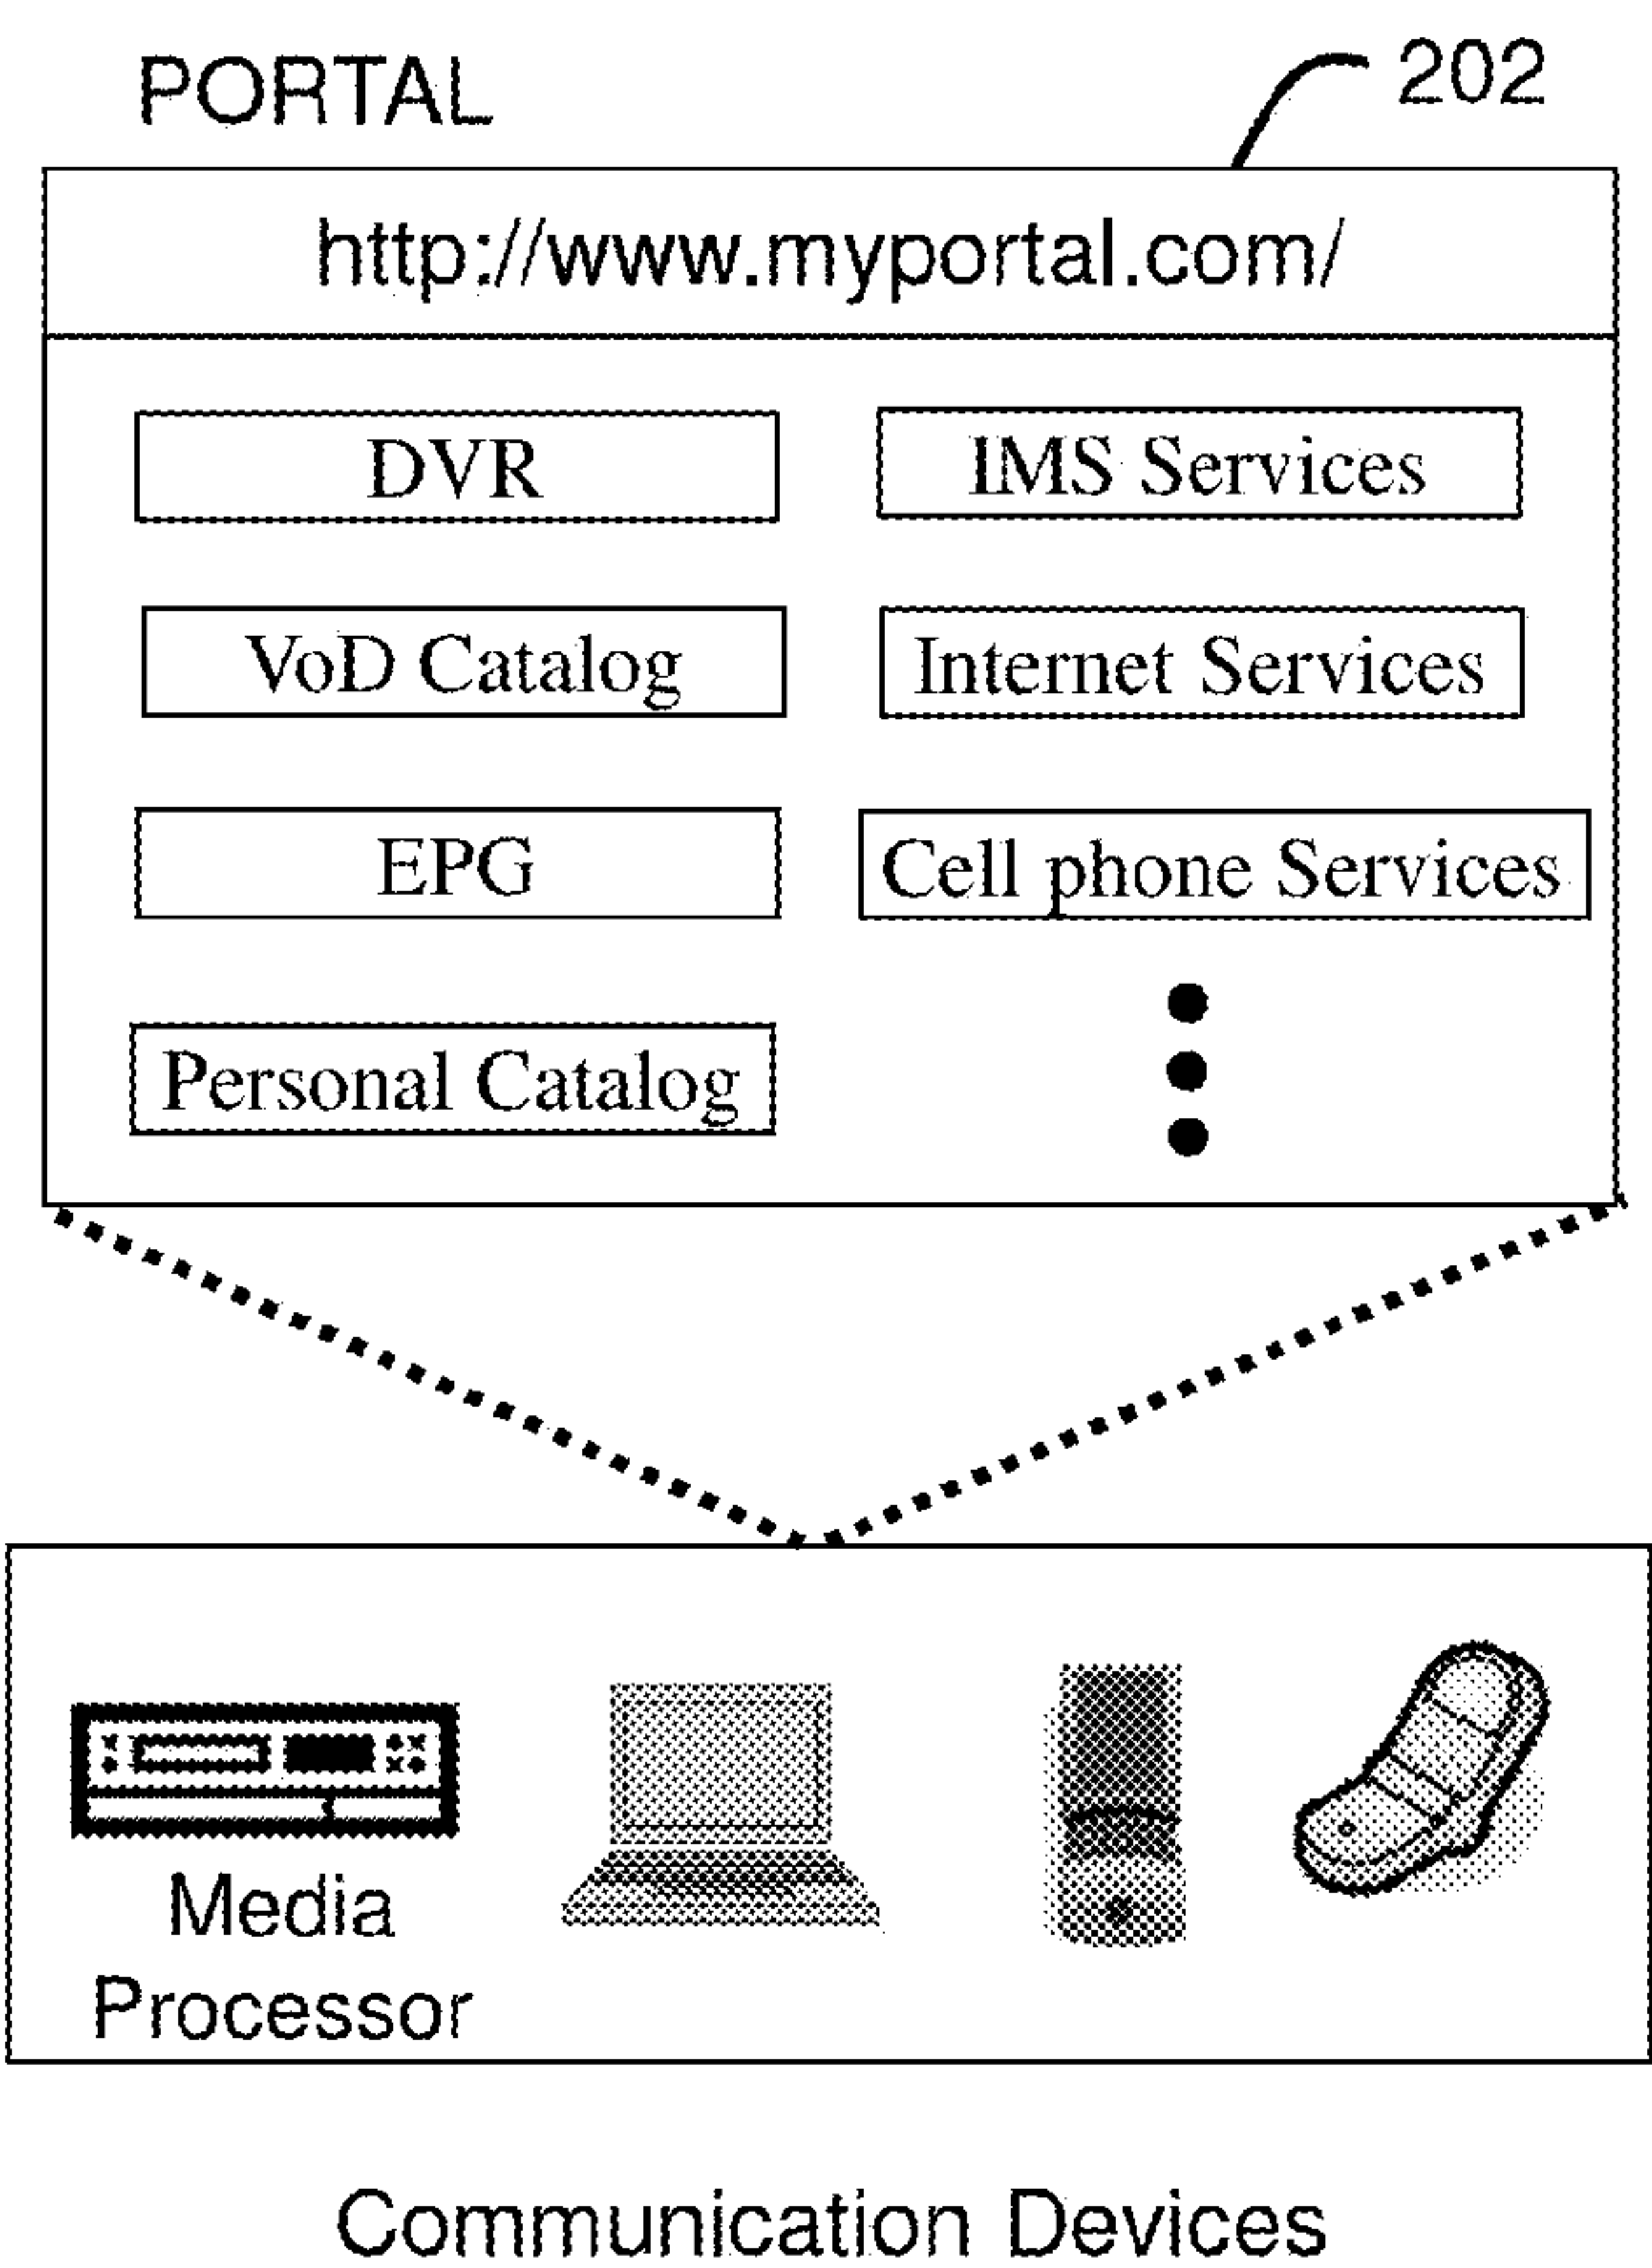 PORTAL
202
http://www.myportal.com/
DVR
IMS Services
VoD Catalog
Internet Services
EPG
Cell phone Services
Personal Catalog
Media
Processor
Communication Devices